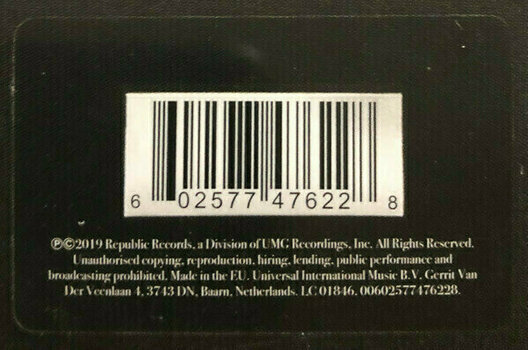 6 02577 47622 8
℗©2019 Republic Records, a Division of UMG Recordings, Inc. All Rights Reserved.
Unauthorised copying, reproduction, hiring, lending, public performance and
broadcasting prohibited. Made in the EU. Universal International Music B.V. Gerrit Van
Der Veenlaan 4, 3743 DN, Baarn, Netherlands. LC 01846. 00602577476228.